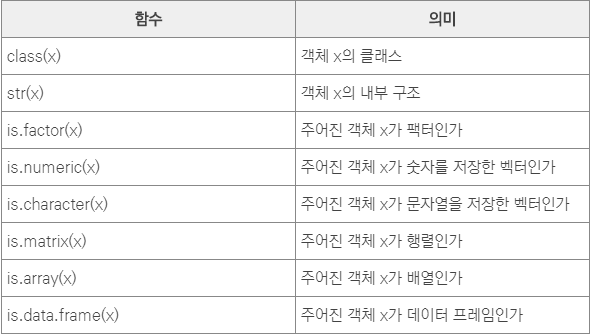 함수 의미
class(x) 객체 x의 클래스
str(x) 객체 x의 내부 구조
is.factor(x) 주어진 객체 x가 팩터인가
is.numeric(x) 주어진 객체 x가 숫자를 저장한 벡터인가
is.character(x) 주어진 객체 x가 문자열을 저장한 벡터인가
is.matrix(x) 주어진 객체 x가 행렬인가
is.array(x) 주어진 객체 x가 배열인가
is.data.frame(x) 주어진 객체 x가 데이터 프레임인가